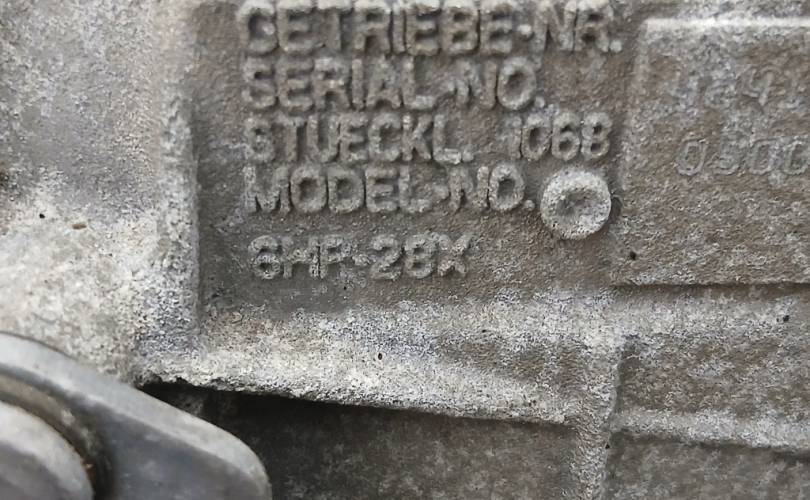 GETRIEBE-NR.
SERIAL-NO.
STUECKL. 1068
MODEL-NO.
6HP-28X